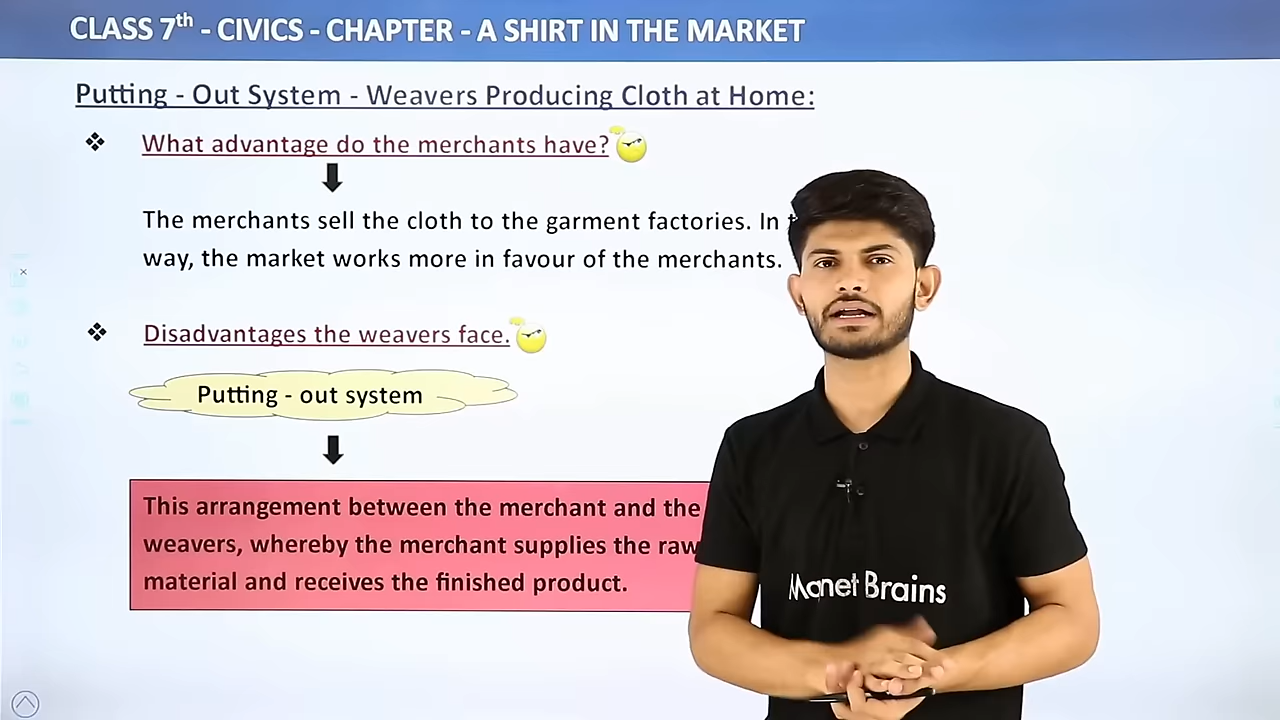 CLASS 7th - CIVICS - CHAPTER - A SHIRT IN THE MARKET
Putting - Out System - Weavers Producing Cloth at Home:
What advantage do the merchants have?
The merchants sell the cloth to the garment factories. In
way, the market works more in favour of the merchants.
Disadvantages the weavers face.
Putting - out system
This arrangement between the merchant and the
weavers, whereby the merchant supplies the raw
material and receives the finished product.
Manet Brains